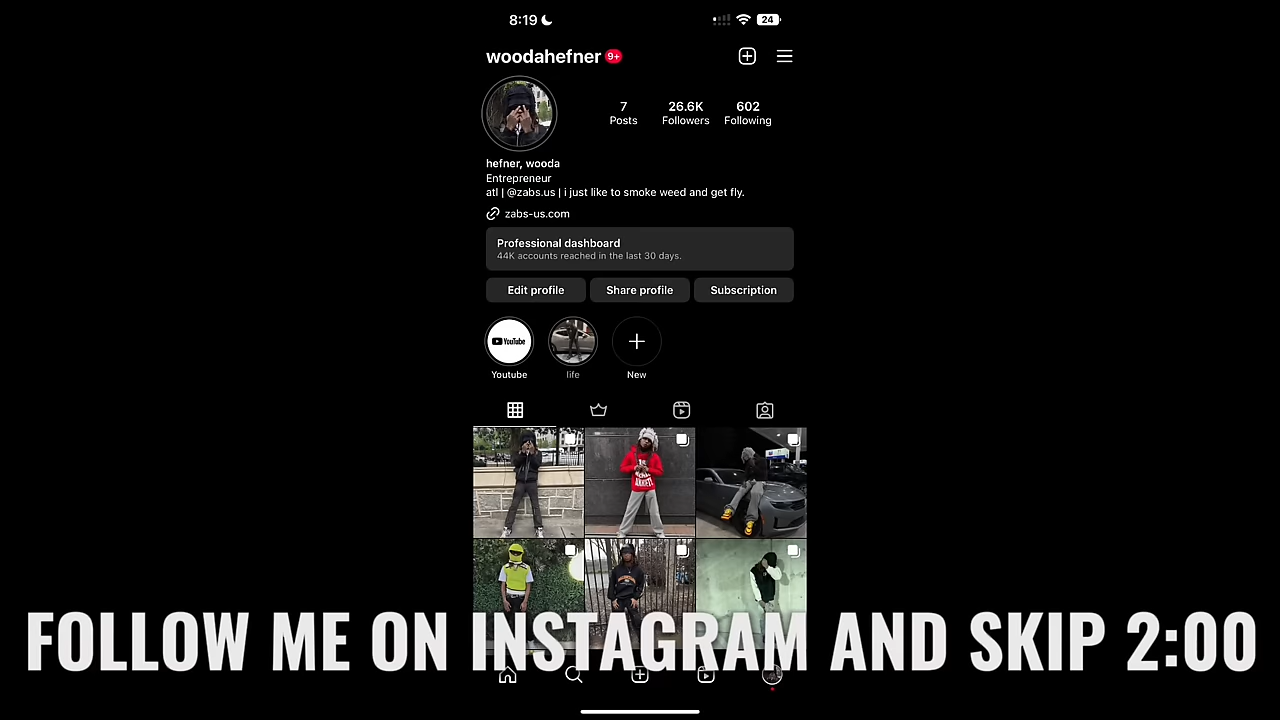 8:19
24
woodahefner 9+
7
Posts
26.6K
Followers
602
Following
hefner, wooda
Entrepreneur
atl | @zabs.us | i just like to smoke weed and get fly.
zabs-us.com
Professional dashboard
44K accounts reached in the last 30 days.
Edit profile
Share profile
Subscription
YouTube
Youtube
life
New
FOLLOW ME ON INSTAGRAM AND SKIP 2:00